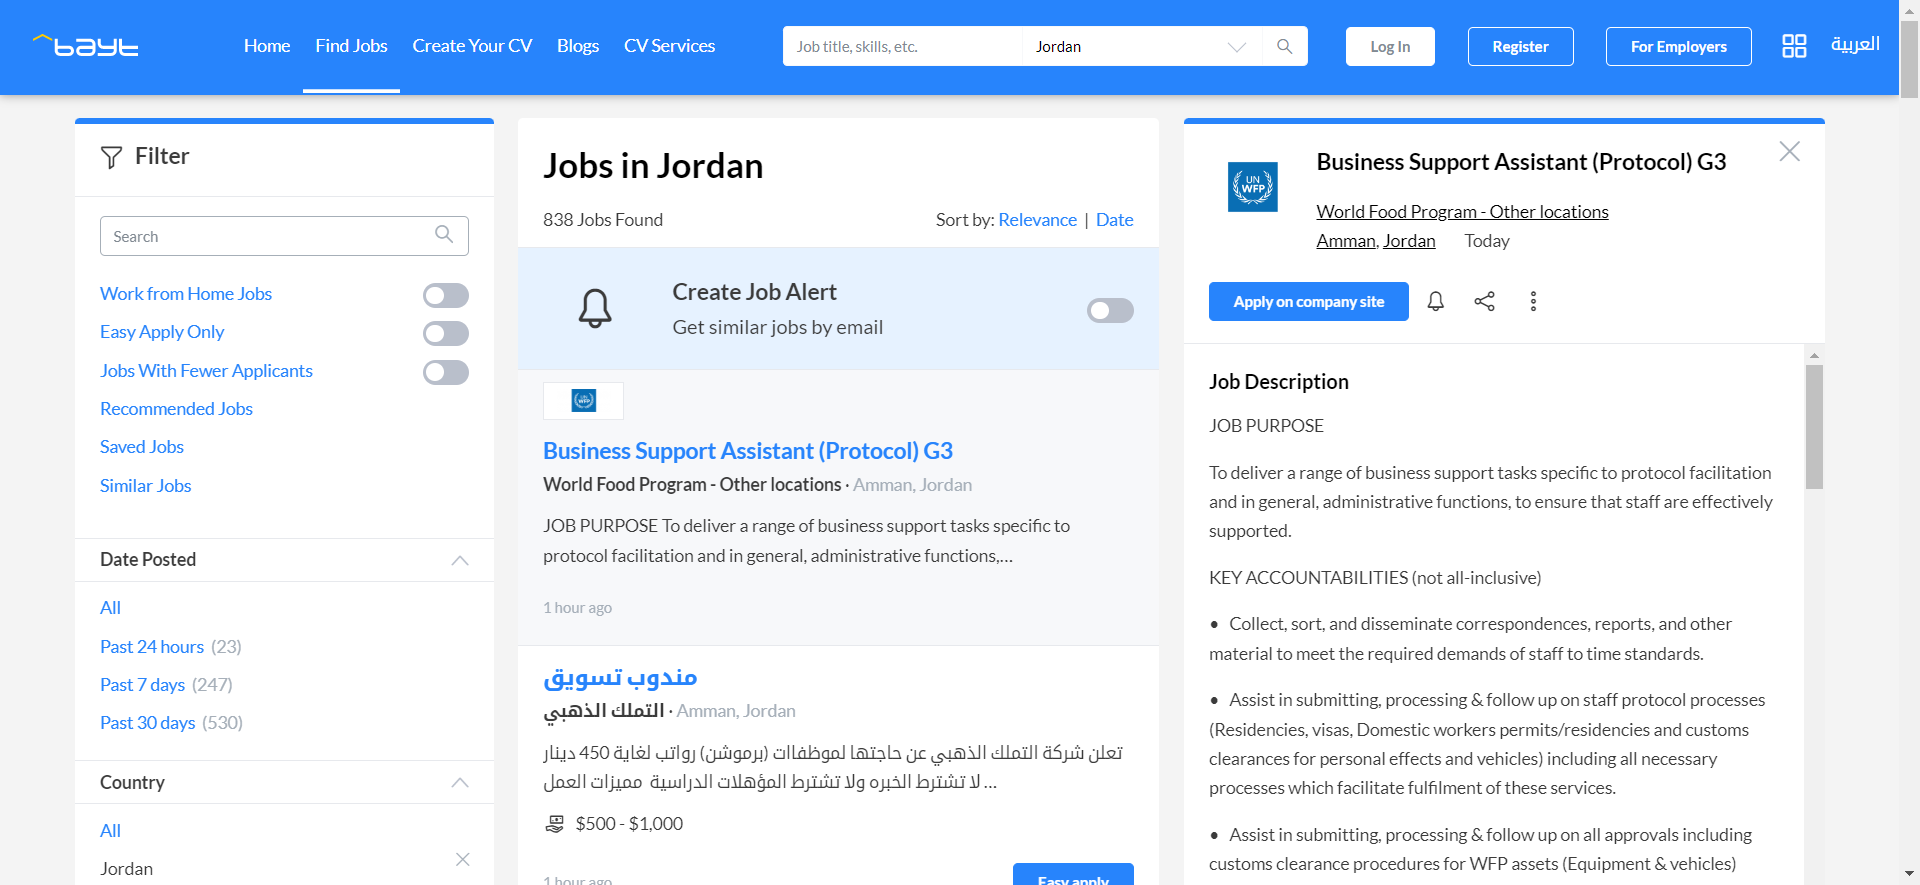 bayt
Home
Find Jobs
Create Your CV
Blogs
CV Services
Job title, skills, etc.
Jordan
Log In
Register
For Employers
العربية
Filter
Search
Work from Home Jobs
Easy Apply Only
Jobs With Fewer Applicants
Recommended Jobs
Saved Jobs
Similar Jobs
Date Posted
All
Past 24 hours (23)
Past 7 days (247)
Past 30 days (530)
Country
All
Jordan
Jobs in Jordan
838 Jobs Found
Sort by: Relevance | Date
Create Job Alert
Get similar jobs by email
UN
WFP
Business Support Assistant (Protocol) G3
World Food Program - Other locations · Amman, Jordan
JOB PURPOSE To deliver a range of business support tasks specific to
protocol facilitation and in general, administrative functions,...
1 hour ago
مندوب تسويق
التملك الذهبي · Amman, Jordan
تعلن شركة التملك الذهبي عن حاجتها لموظفاات (برموشن) رواتب لغاية 450 دينار
لا تشترط الخبره ولا تشترط المؤهلات الدراسية مميزات العمل ...
$500 - $1,000
1 hour ago
Easy apply
UN
WFP
Business Support Assistant (Protocol) G3
World Food Program - Other locations
Amman, Jordan Today
Apply on company site
Job Description
JOB PURPOSE
To deliver a range of business support tasks specific to protocol facilitation
and in general, administrative functions, to ensure that staff are effectively
supported.
KEY ACCOUNTABILITIES (not all-inclusive)
• Collect, sort, and disseminate correspondences, reports, and other
material to meet the required demands of staff to time standards.
• Assist in submitting, processing & follow up on staff protocol processes
(Residencies, visas, Domestic workers permits/residencies and customs
clearances for personal effects and vehicles) including all necessary
processes which facilitate fulfilment of these services.
• Assist in submitting, processing & follow up on all approvals including
customs clearance procedures for WFP assets (Equipment & vehicles)